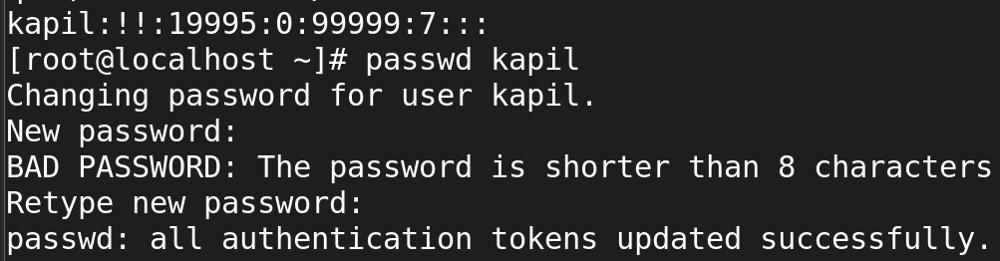 kapil:!!:19995:0:99999:7:::
[root@localhost ~]# passwd kapil
Changing password for user kapil.
New password:
BAD PASSWORD: The password is shorter than 8 characters
Retype new password:
passwd: all authentication tokens updated successfully.